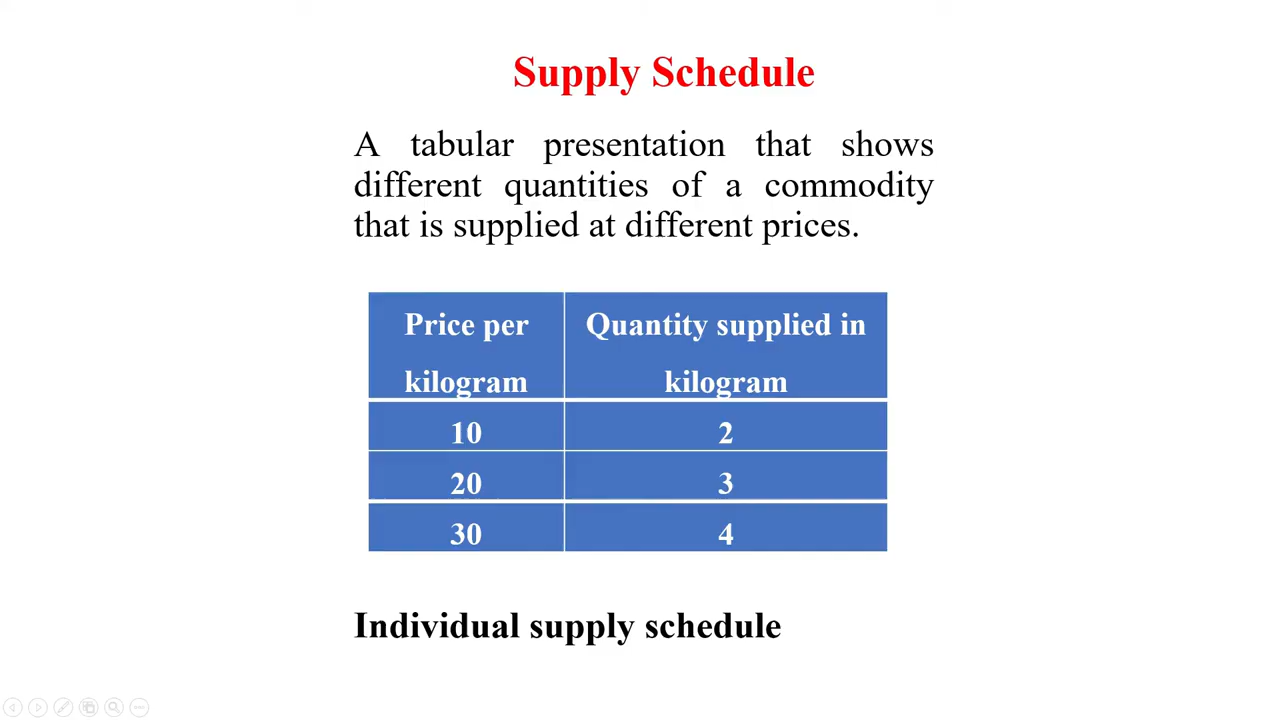 Supply Schedule
A tabular presentation that shows
different quantities of a commodity
that is supplied at different prices.
Price per kilogram	Quantity supplied in kilogram
10	2
20	3
30	4
Individual supply schedule